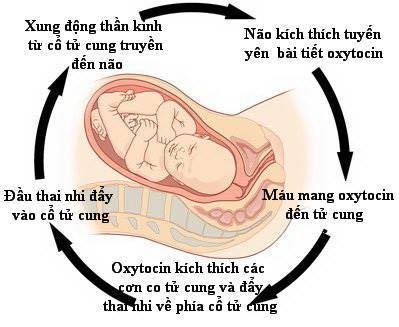 Xung động thần kinh
từ cổ tử cung truyền
đến não
Não kích thích tuyến
yên bài tiết oxytocin
Máu mang oxytocin
đến tử cung
Oxytocin kích thích các
cơn co tử cung và đẩy
thai nhi về phía cổ tử cung
Đầu thai nhi đẩy
vào cổ tử cung